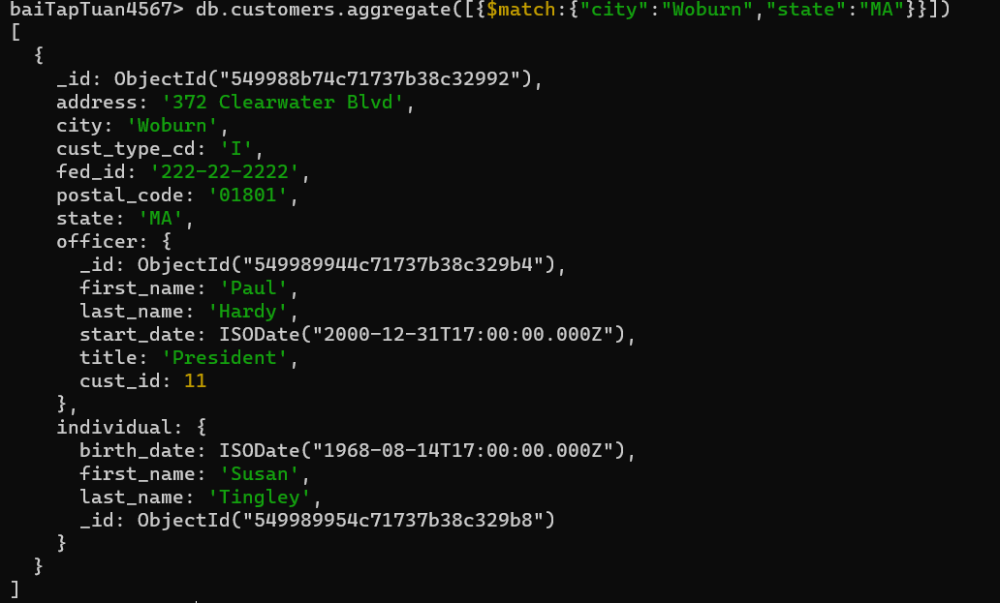 baiTapTuan4567> db.customers.aggregate([{$match:{"city":"Woburn","state":"MA"}}])
[
  {
    _id: ObjectId("549988b74c71737b38c32992"),
    address: '372 Clearwater Blvd',
    city: 'Woburn',
    cust_type_cd: 'I',
    fed_id: '222-22-2222',
    postal_code: '01801',
    state: 'MA',
    officer: {
      _id: ObjectId("549989944c71737b38c329b4"),
      first_name: 'Paul',
      last_name: 'Hardy',
      start_date: ISODate("2000-12-31T17:00:00.000Z"),
      title: 'President',
      cust_id: 11
    },
    individual: {
      birth_date: ISODate("1968-08-14T17:00:00.000Z"),
      first_name: 'Susan',
      last_name: 'Tingley',
      _id: ObjectId("549989954c71737b38c329b8")
    }
  }
]